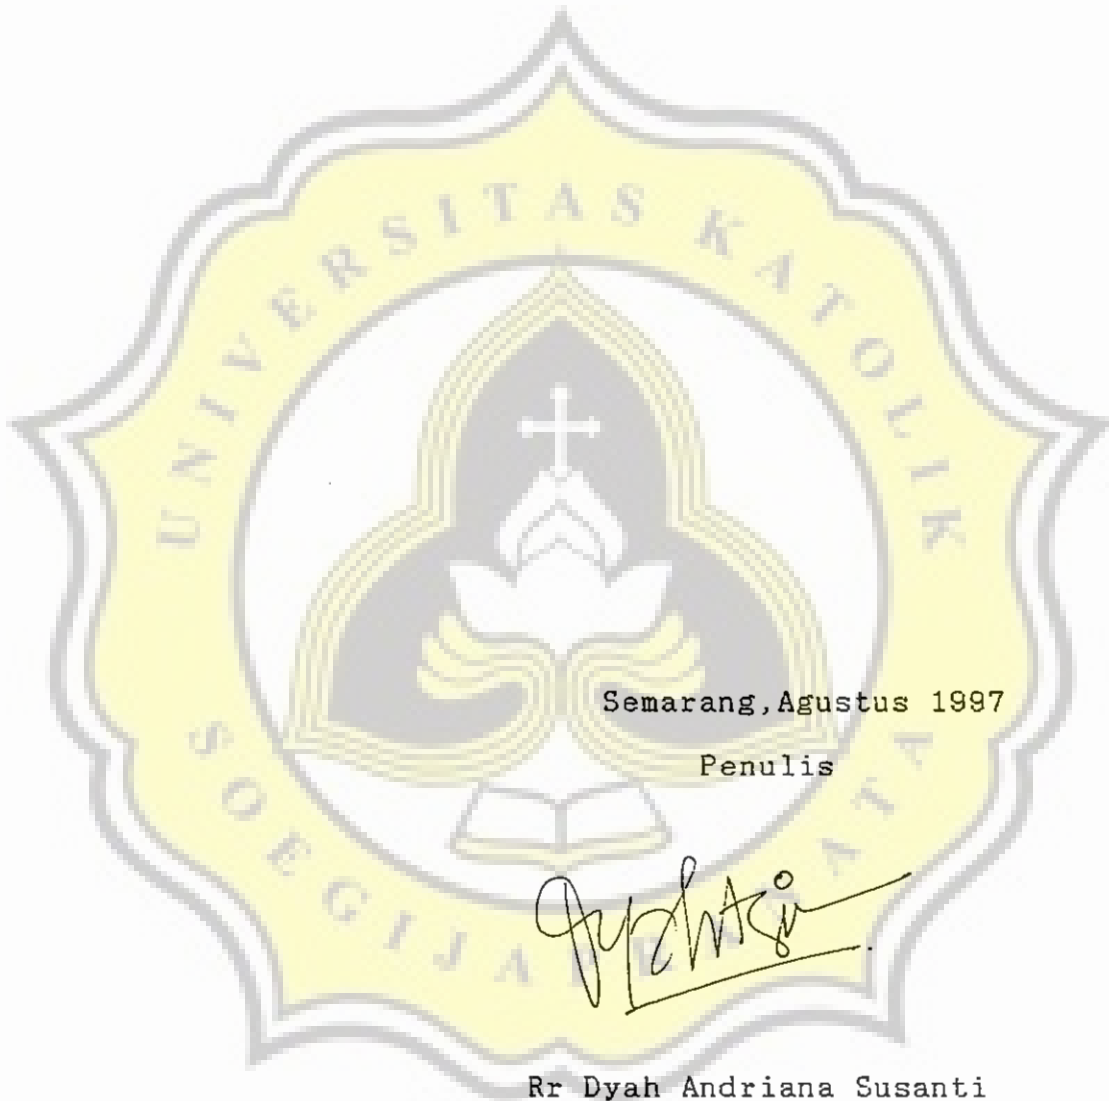 UNIVERSITAS KATOLIK
SOEGIJAPRANATA
Semarang,Agustus 1997
Penulis
Rr Dyah Andriana Susanti